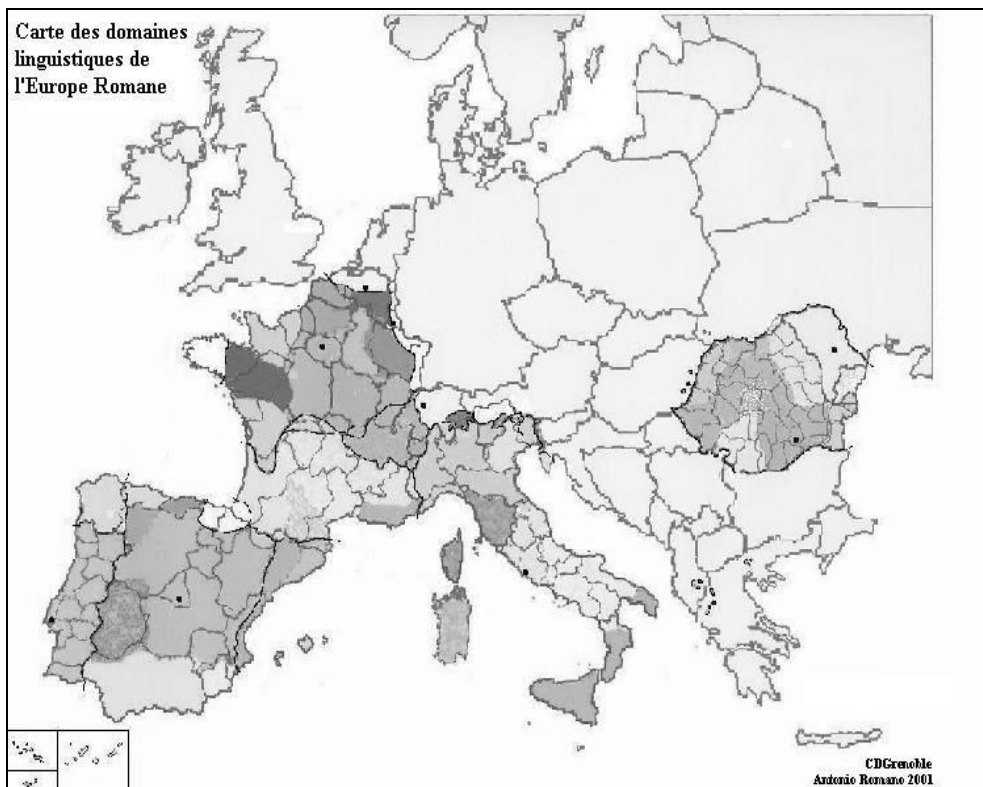 Carte des domaines
linguistiques de
l'Europe Romane
CDGrenoble
Antonio Romano 2001